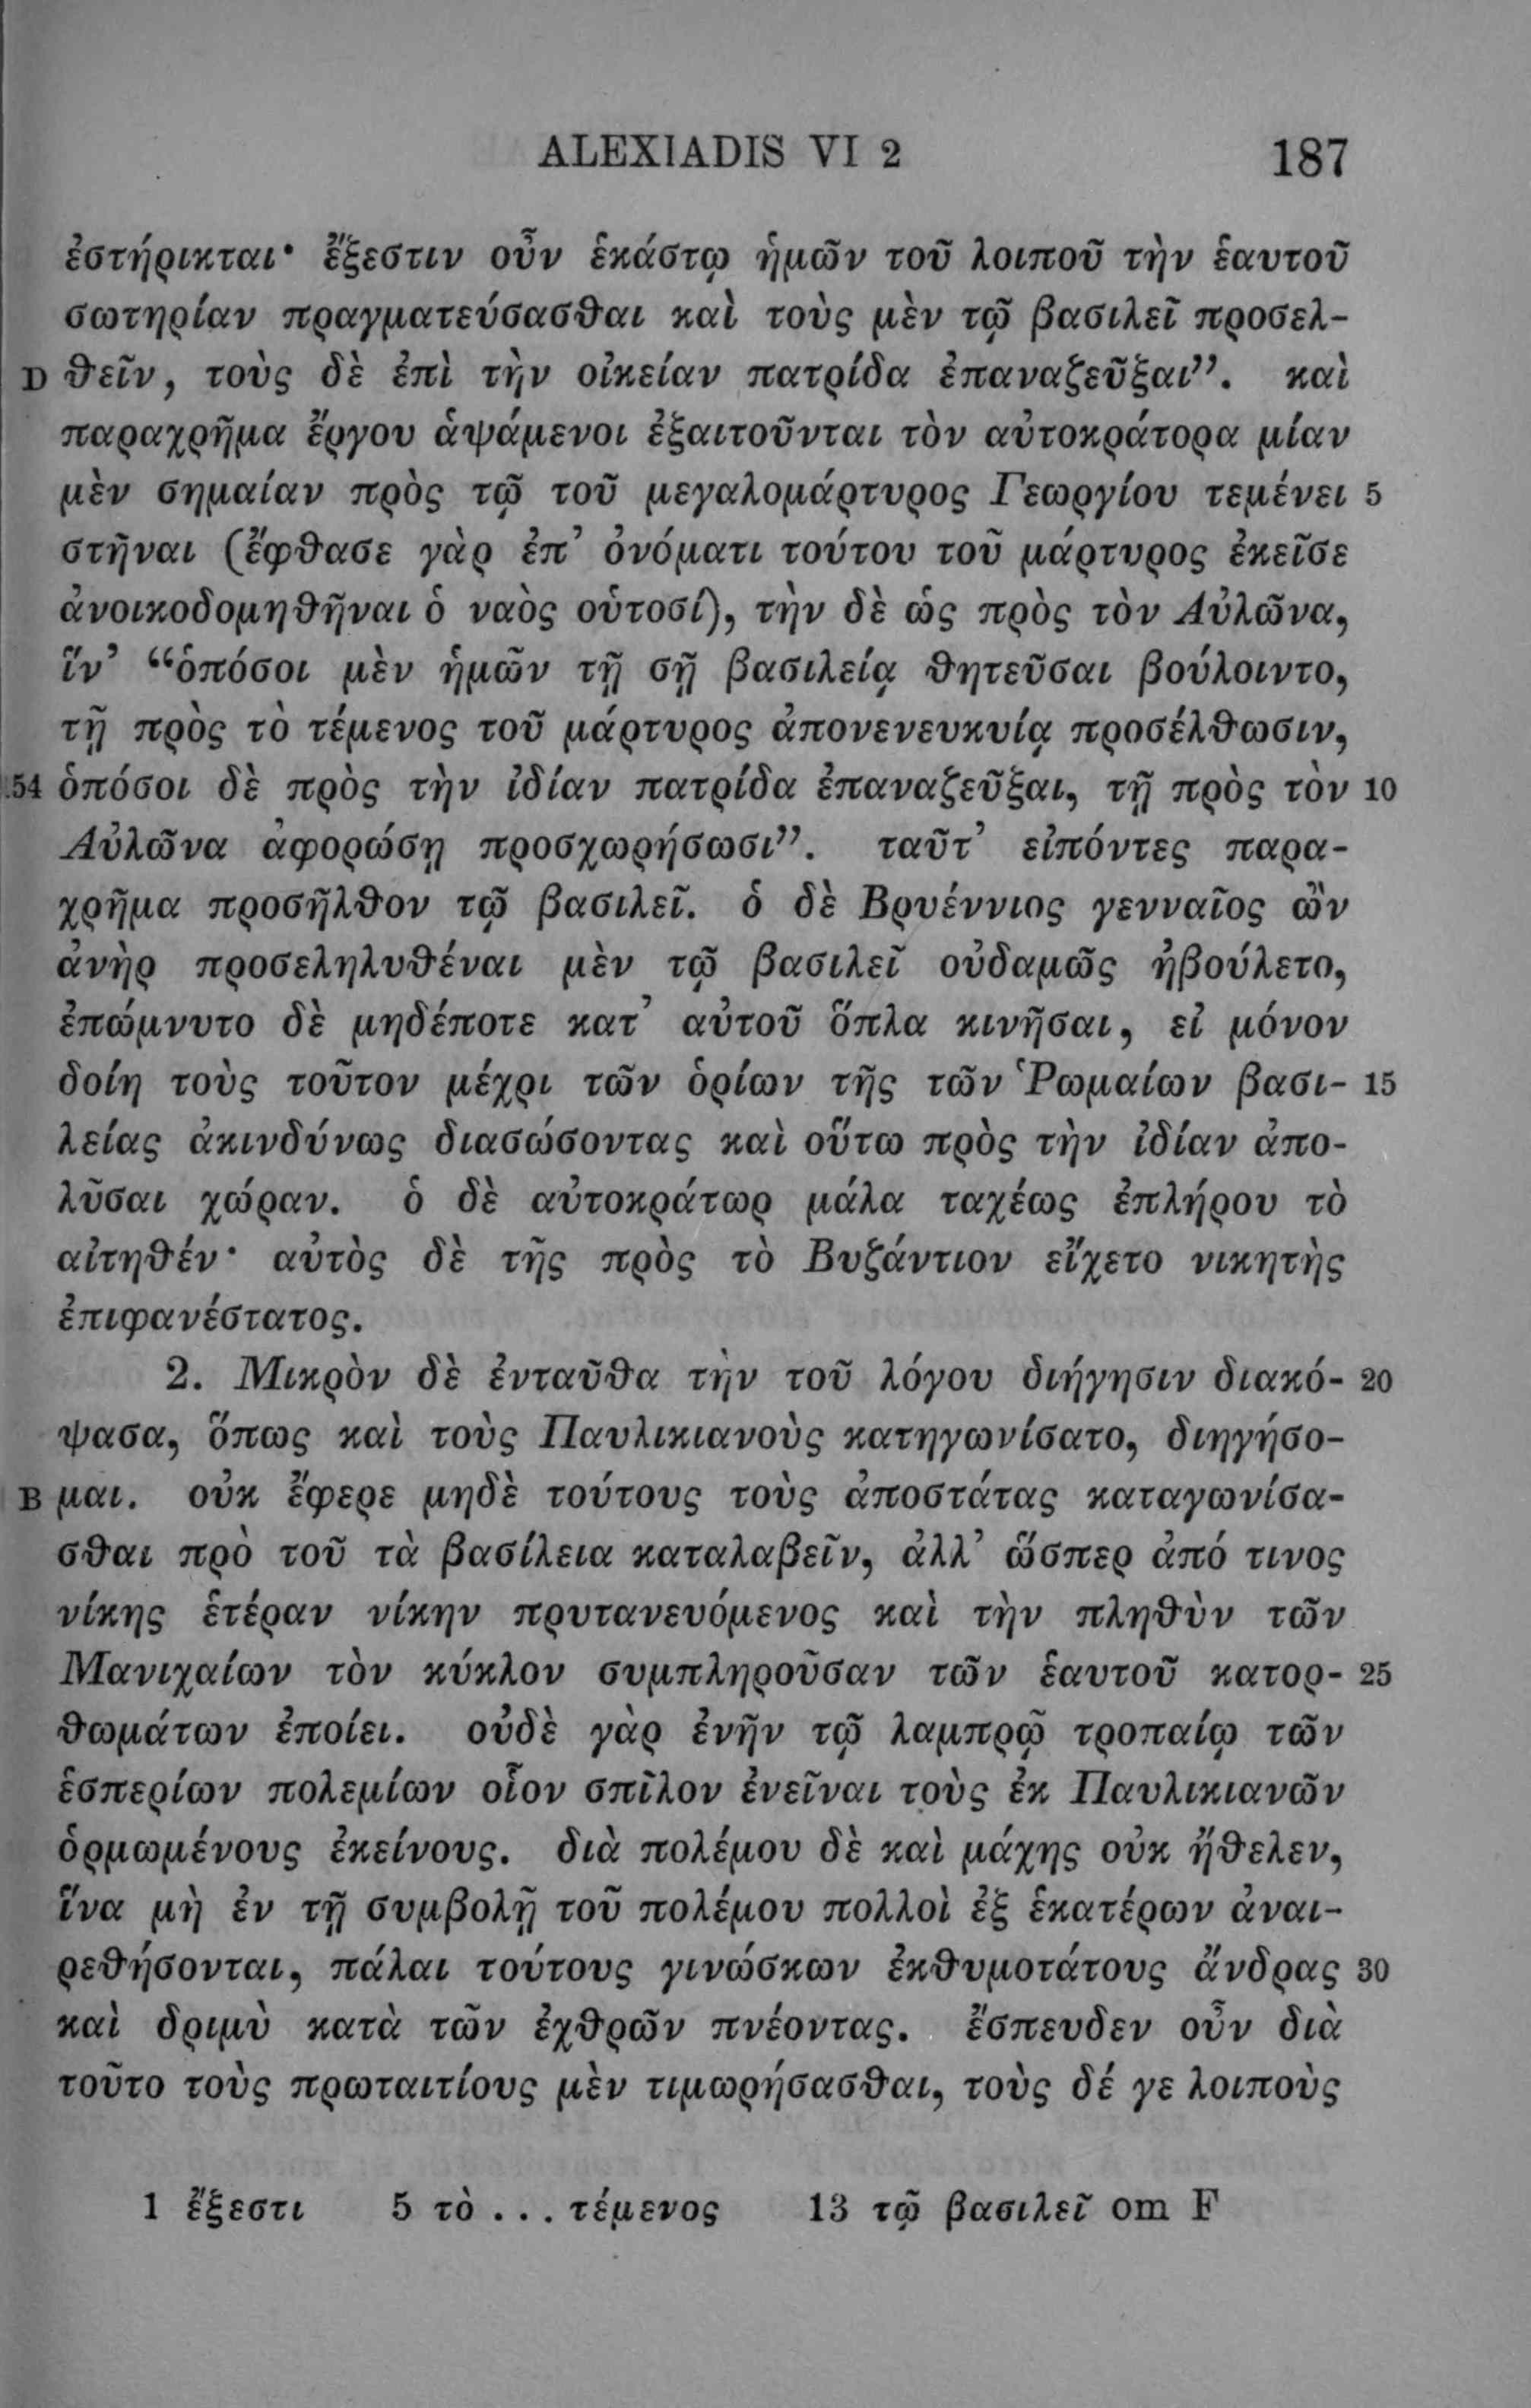 ALEXIADIS VI 2 187
ἐστήρικται· ἔξεστιν οὖν ἑκάστῳ ἡμῶν τοῦ λοιποῦ τὴν ἑαυτοῦ
σωτηρίαν πραγματεύσασθαι καὶ τοὺς μὲν τῷ βασιλεῖ προσελ-
D θεῖν, τοὺς δὲ ἐπὶ τὴν οἰκείαν πατρίδα ἐπαναζεῦξαι”. καὶ
παραχρῆμα ἔργου ἁψάμενοι ἐξαιτοῦνται τὸν αὐτοκράτορα μίαν
μὲν σημαίαν πρὸς τῷ τοῦ μεγαλομάρτυρος Γεωργίου τεμένει 5
στῆναι (ἔφθασε γὰρ ἐπ’ ὀνόματι τούτου τοῦ μάρτυρος ἐκεῖσε
ἀνοικοδομηθῆναι ὁ ναὸς οὑτοσί), τὴν δὲ ὡς πρὸς τὸν Αὐλῶνα,
ἵν’ “ὁπόσοι μὲν ἡμῶν τῇ σῇ βασιλείᾳ θητεῦσαι βούλοιντο,
τῇ πρὸς τὸ τέμενος τοῦ μάρτυρος ἀπονενευκυίᾳ προσέλθωσιν,
54 ὁπόσοι δὲ πρὸς τὴν ἰδίαν πατρίδα ἐπαναζεῦξαι, τῇ πρὸς τὸν 10
Αὐλῶνα ἀφορώσῃ προσχωρήσωσι”. ταῦτ’ εἰπόντες παρα-
χρῆμα προσῆλθον τῷ βασιλεῖ. ὁ δὲ Βρυέννιος γενναῖος ὢν
ἀνὴρ προσεληλυθέναι μὲν τῷ βασιλεῖ οὐδαμῶς ἠβούλετο,
ἐπώμνυτο δὲ μηδέποτε κατ’ αὐτοῦ ὅπλα κινῆσαι, εἰ μόνον
δοίη τοὺς τοῦτον μέχρι τῶν ὁρίων τῆς τῶν Ῥωμαίων βασι- 15
λείας ἀκινδύνως διασώσοντας καὶ οὕτω πρὸς τὴν ἰδίαν ἀπο-
λῦσαι χώραν. ὁ δὲ αὐτοκράτωρ μάλα ταχέως ἐπλήρου τὸ
αἰτηθέν· αὐτὸς δὲ τῆς πρὸς τὸ Βυζάντιον εἴχετο νικητὴς
ἐπιφανέστατος.
2. Μικρὸν δὲ ἐνταῦθα τὴν τοῦ λόγου διήγησιν διακό- 20
ψασα, ὅπως καὶ τοὺς Παυλικιανοὺς κατηγωνίσατο, διηγήσο-
B μαι. οὐκ ἔφερε μηδὲ τούτους τοὺς ἀποστάτας καταγωνίσα-
σθαι πρὸ τοῦ τὰ βασίλεια καταλαβεῖν, ἀλλ’ ὥσπερ ἀπό τινος
νίκης ἑτέραν νίκην πρυτανευόμενος καὶ τὴν πληθὺν τῶν
Μανιχαίων τὸν κύκλον συμπληροῦσαν τῶν ἑαυτοῦ κατορ- 25
θωμάτων ἐποίει. οὐδὲ γὰρ ἐνῆν τῷ λαμπρῷ τροπαίῳ τῶν
ἑσπερίων πολεμίων οἷον σπῖλον ἐνεῖναι τοὺς ἐκ Παυλικιανῶν
ὁρμωμένους ἐκείνους. διὰ πολέμου δὲ καὶ μάχης οὐκ ἤθελεν,
ἵνα μὴ ἐν τῇ συμβολῇ τοῦ πολέμου πολλοὶ ἐξ ἑκατέρων ἀναι-
ρεθήσονται, πάλαι τούτους γινώσκων ἐκθυμοτάτους ἄνδρας 30
καὶ δριμὺ κατὰ τῶν ἐχθρῶν πνέοντας. ἔσπευδεν οὖν διὰ
τοῦτο τοὺς πρωταιτίους μὲν τιμωρήσασθαι, τοὺς δέ γε λοιποὺς
1 ἔξεστι 5 τὸ . . . τέμενος 13 τῷ βασιλεῖ om F